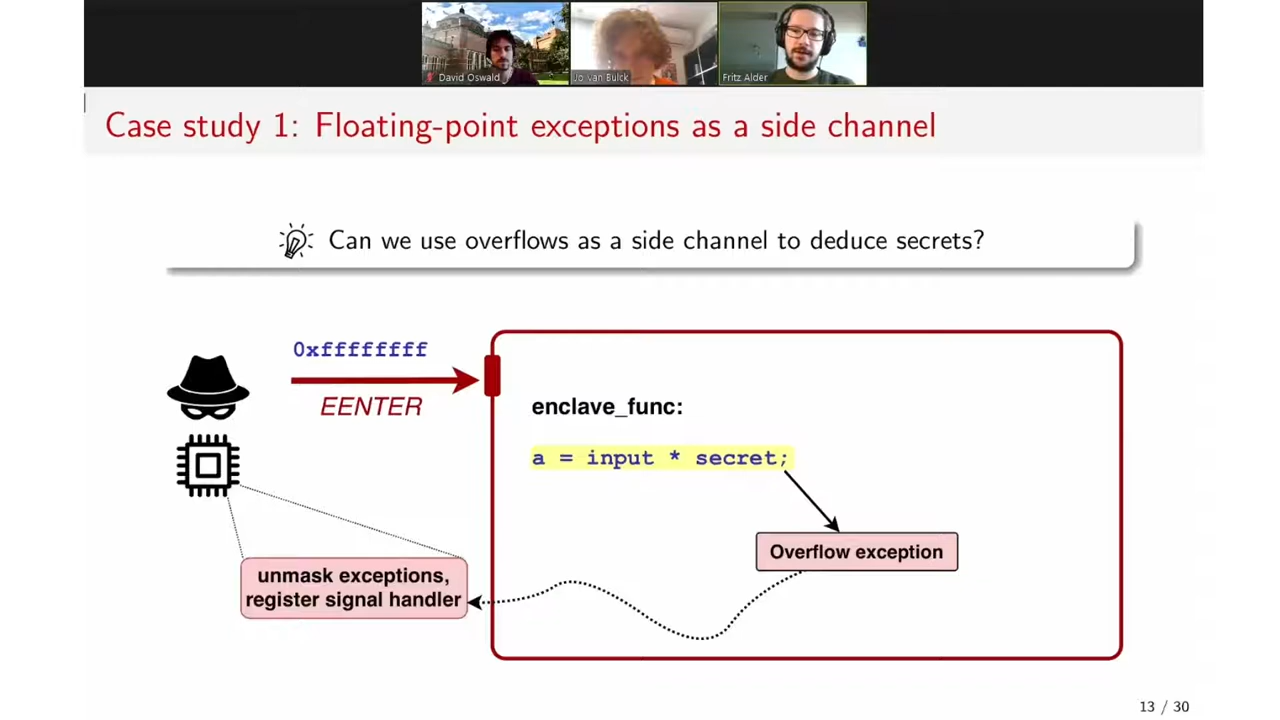 David Oswald
Jo Van Bulck
Fritz Alder
Case study 1: Floating-point exceptions as a side channel
Can we use overflows as a side channel to deduce secrets?
0xffffffff
EENTER
enclave_func:
a = input * secret;
Overflow exception
unmask exceptions,
register signal handler
13 / 30